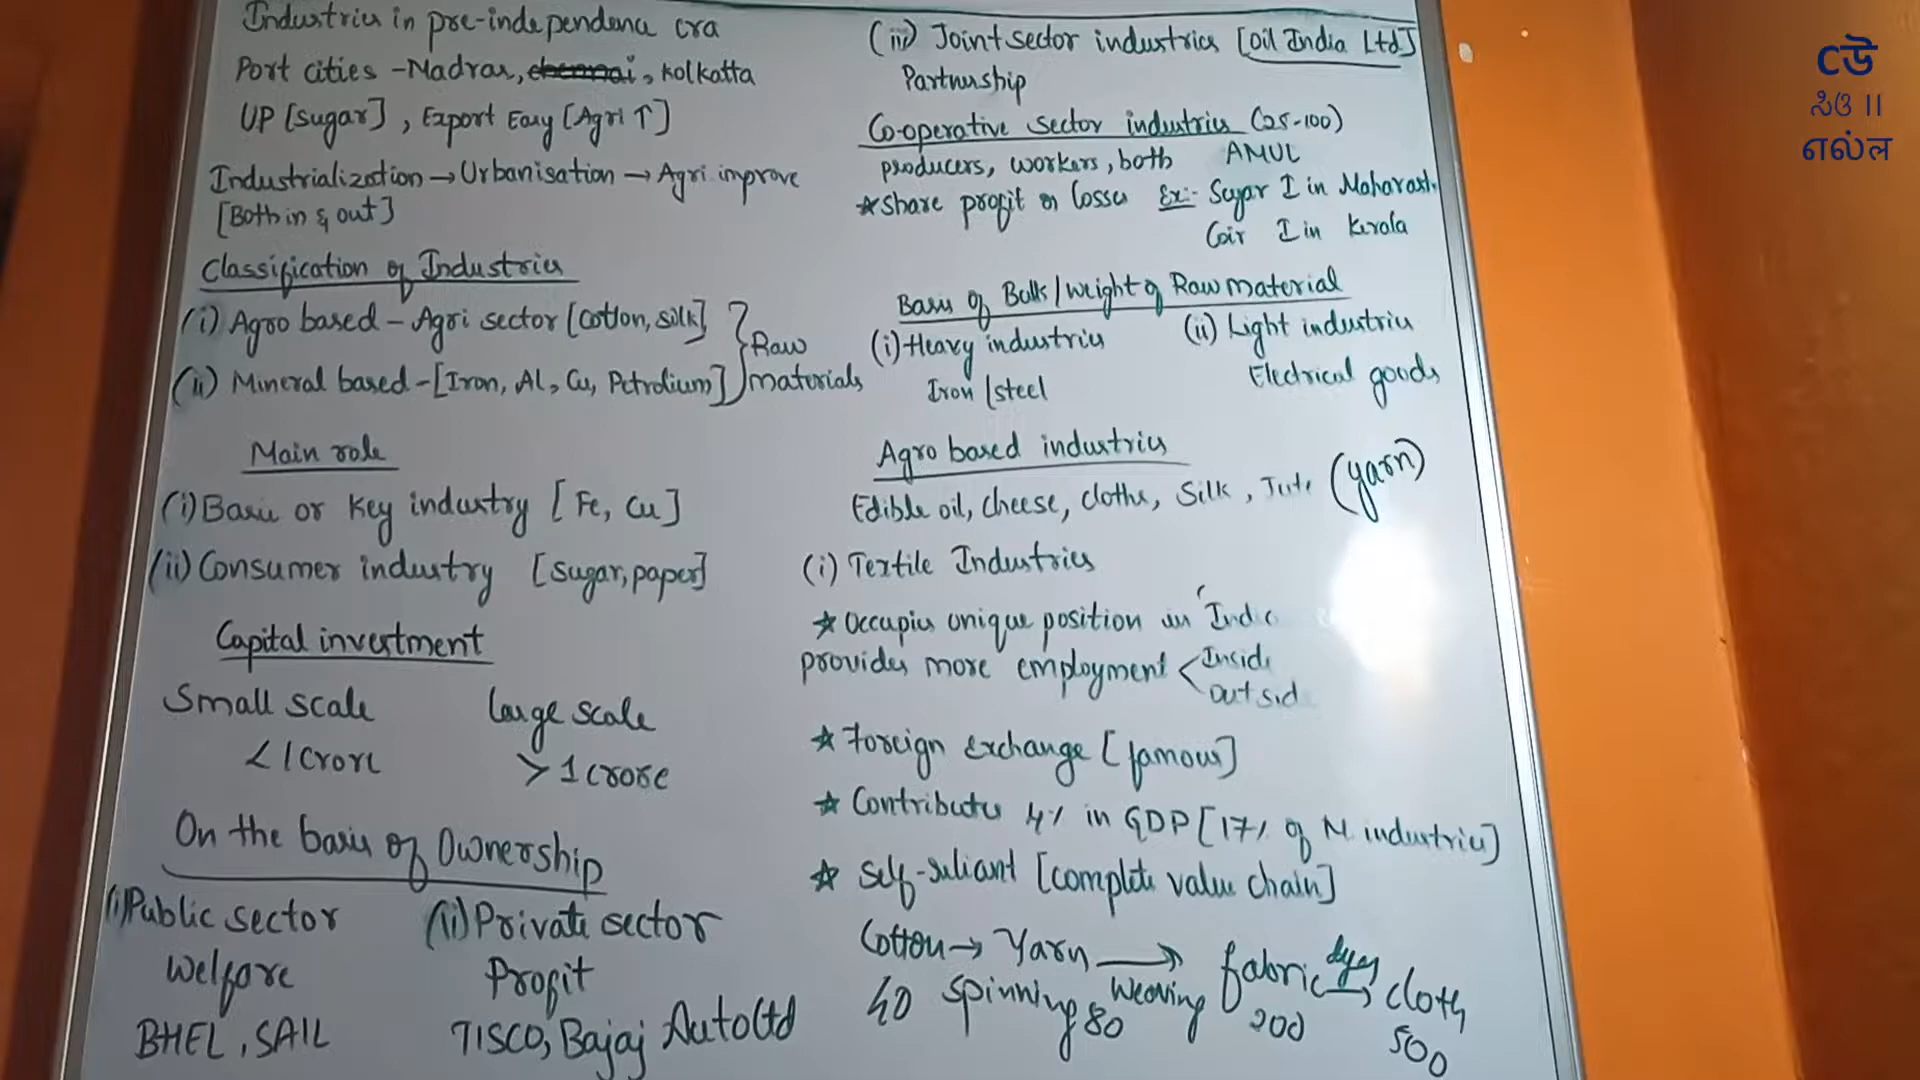 Industries in pre-independence era
Port cities - Madras, chennai, Kolkatta
UP [sugar], Export Easy [Agri ↑]
Industrialization → Urbanisation → Agri improve
[Both in & out]
Classification of Industries
(i) Agro based - Agri sector [cotton, silk]
(ii) Mineral based - [Iron, Al, Cu, Petrolium]
} Raw materials
Main role
(i) Basic or key industry [Fe, Cu]
(ii) Consumer industry [sugar, paper]
Capital investment
Small scale Large scale
< 1 crore > 1 crore
On the basis of Ownership
(i) Public sector (ii) Private sector
Welfare Profit
BHEL, SAIL TISCO, Bajaj Auto Ltd
(iii) Joint sector industries [Oil India Ltd]
Partnership
Co-operative sector industries (25-100)
producers, workers, both AMUL
* share profit or losses Ex:- Sugar I in Maharash
Coir I in Kerala
Basis of Bulk/weight of Raw material
(i) Heavy industries (ii) Light industries
Iron/steel Electrical goods
Agro based industries
Edible oil, cheese, cloths, Silk, Jute (yarn)
(i) Textile Industries
* Occupies unique position in India
provides more employment < Inside
Outsid
* Foreign Exchange [famous]
* Contributes 4% in GDP [17% of M industries]
* Self-reliant [complete value chain]
Cotton → Yarn → fabric dyes → cloth
40 spinning 80 weaving 200 500
Cউ
ಸಿಓ ॥
எல்ல